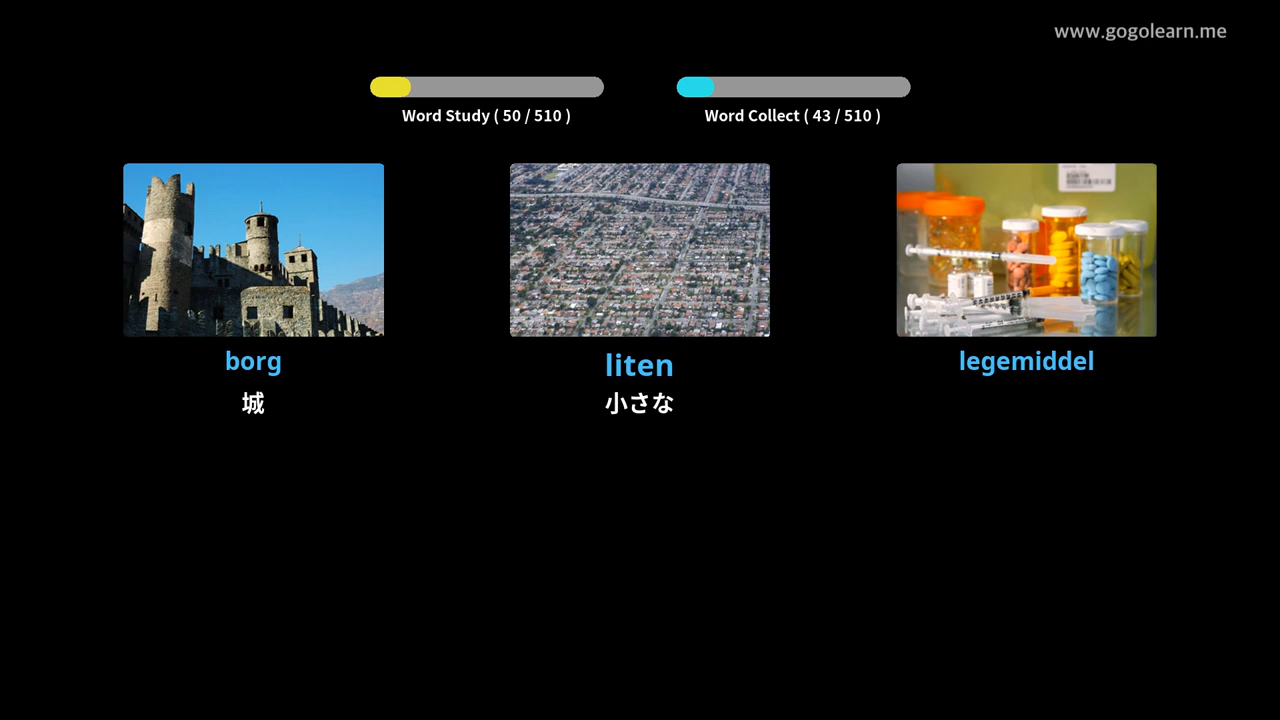 www.gogolearn.me
Word Study ( 50 / 510 )
Word Collect ( 43 / 510 )
borg
liten
legemiddel
城
小さな